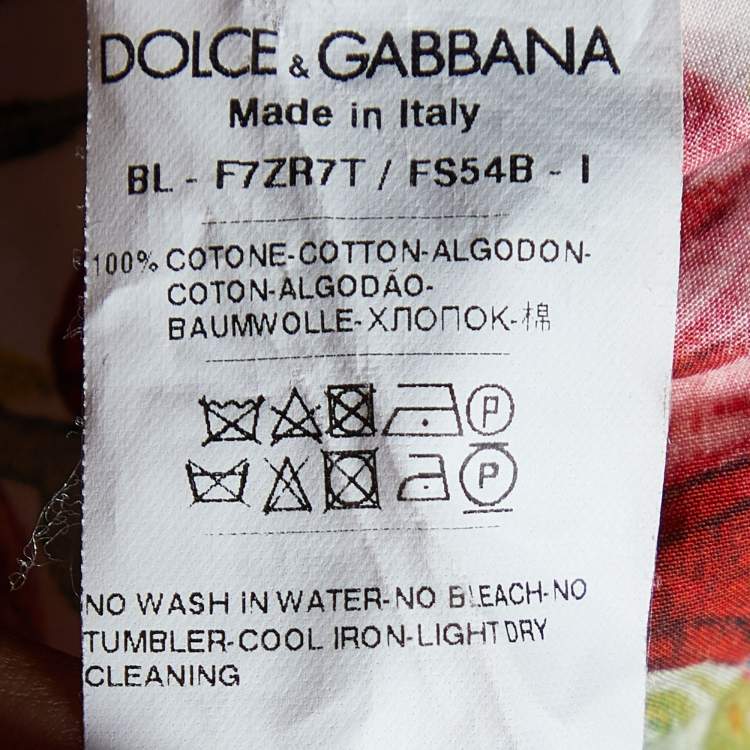 DOLCE & GABBANA
Made in Italy
BL - F7ZR7T / FS54B - I
100% COTONE-COTTON-ALGODON-
COTON-ALGODÃO-
BAUMWOLLE-ХЛОПОК-棉
P
P
NO WASH IN WATER-NO BLEACH-NO
TUMBLER-COOL IRON-LIGHT DRY
CLEANING